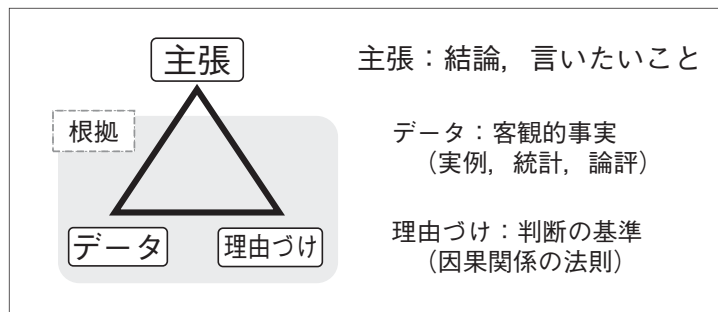 主張
主張：結論，言いたいこと
根拠
データ：客観的事実
（実例，統計，論評）
データ
理由づけ
理由づけ：判断の基準
（因果関係の法則）